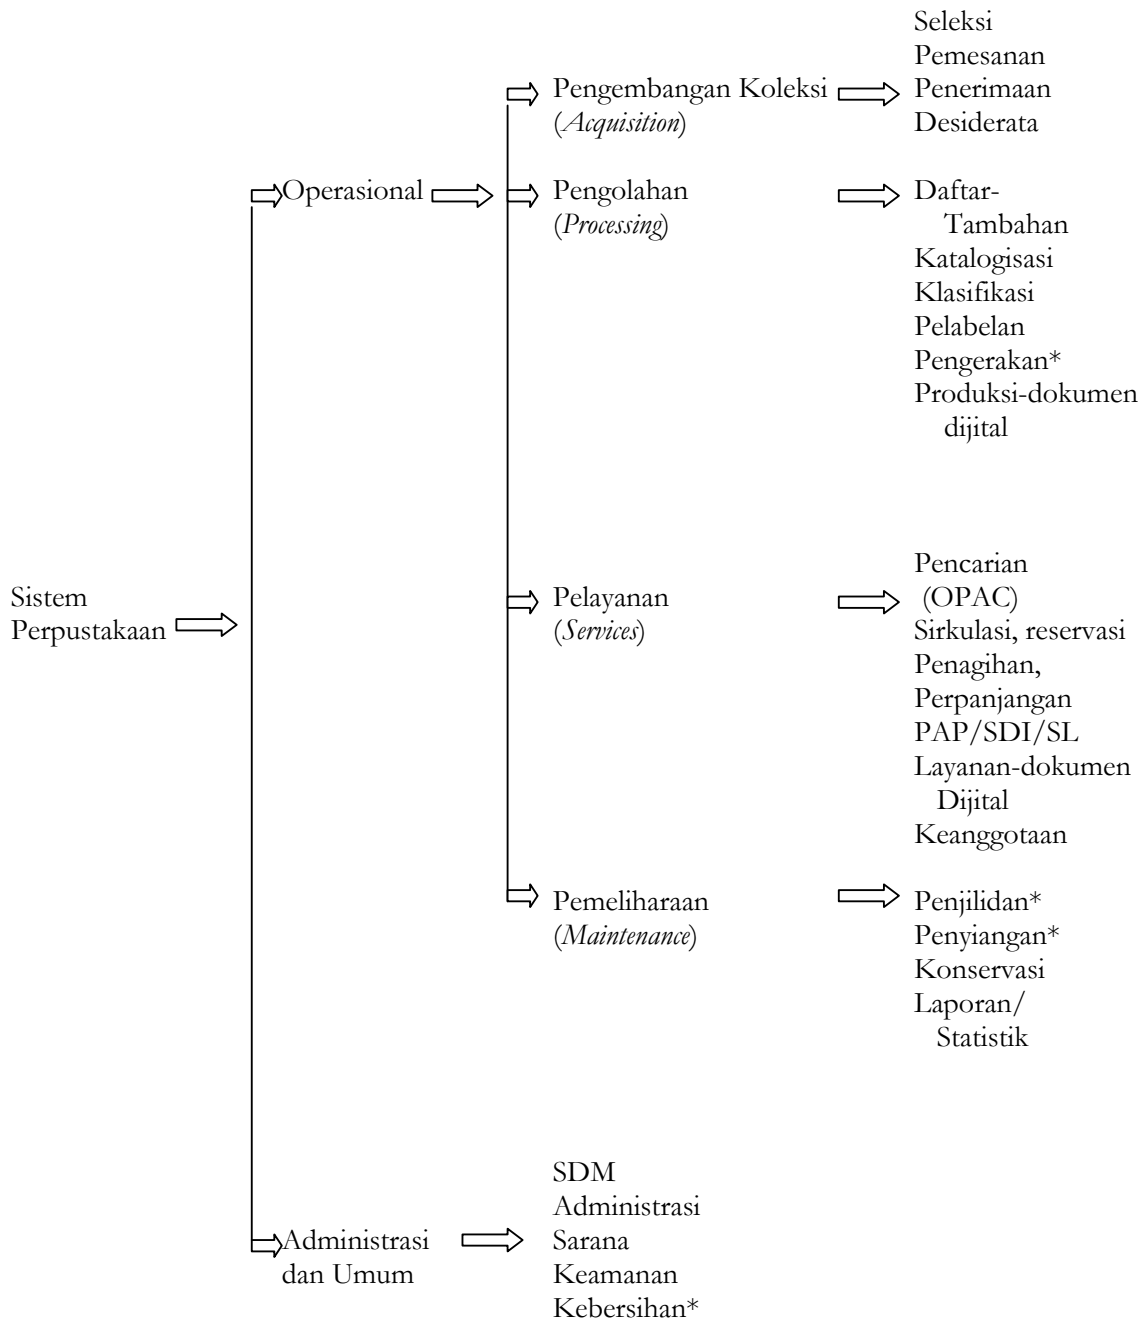 Sistem
Perpustakaan
Operasional
Pengembangan Koleksi
(Acquisition)
Seleksi
Pemesanan
Penerimaan
Desiderata
Pengolahan
(Processing)
Daftar-
Tambahan
Katalogisasi
Klasifikasi
Pelabelan
Pengerakan*
Produksi-dokumen
dijital
Pelayanan
(Services)
Pencarian
(OPAC)
Sirkulasi, reservasi
Penagihan,
Perpanjangan
PAP/SDI/SL
Layanan-dokumen
Dijital
Keanggotaan
Pemeliharaan
(Maintenance)
Penjilidan*
Penyiangan*
Konservasi
Laporan/
Statistik
Administrasi
dan Umum
SDM
Administrasi
Sarana
Keamanan
Kebersihan*